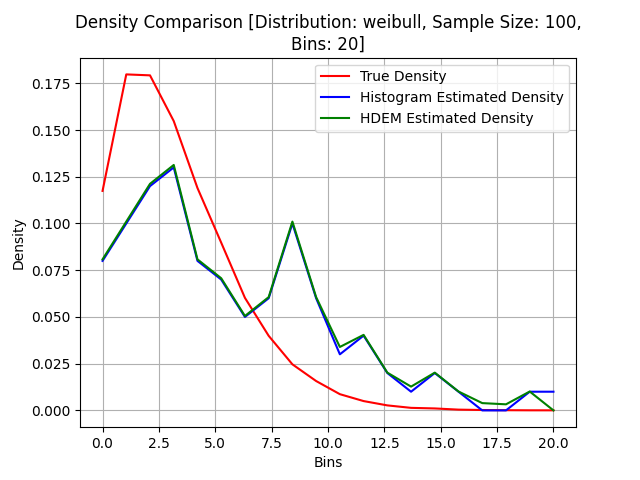 Density Comparison [Distribution: weibull, Sample Size: 100,
Bins: 20]
True Density
Histogram Estimated Density
HDEM Estimated Density
Density
0.175
0.150
0.125
0.100
0.075
0.050
0.025
0.000
0.0 2.5 5.0 7.5 10.0 12.5 15.0 17.5 20.0
Bins